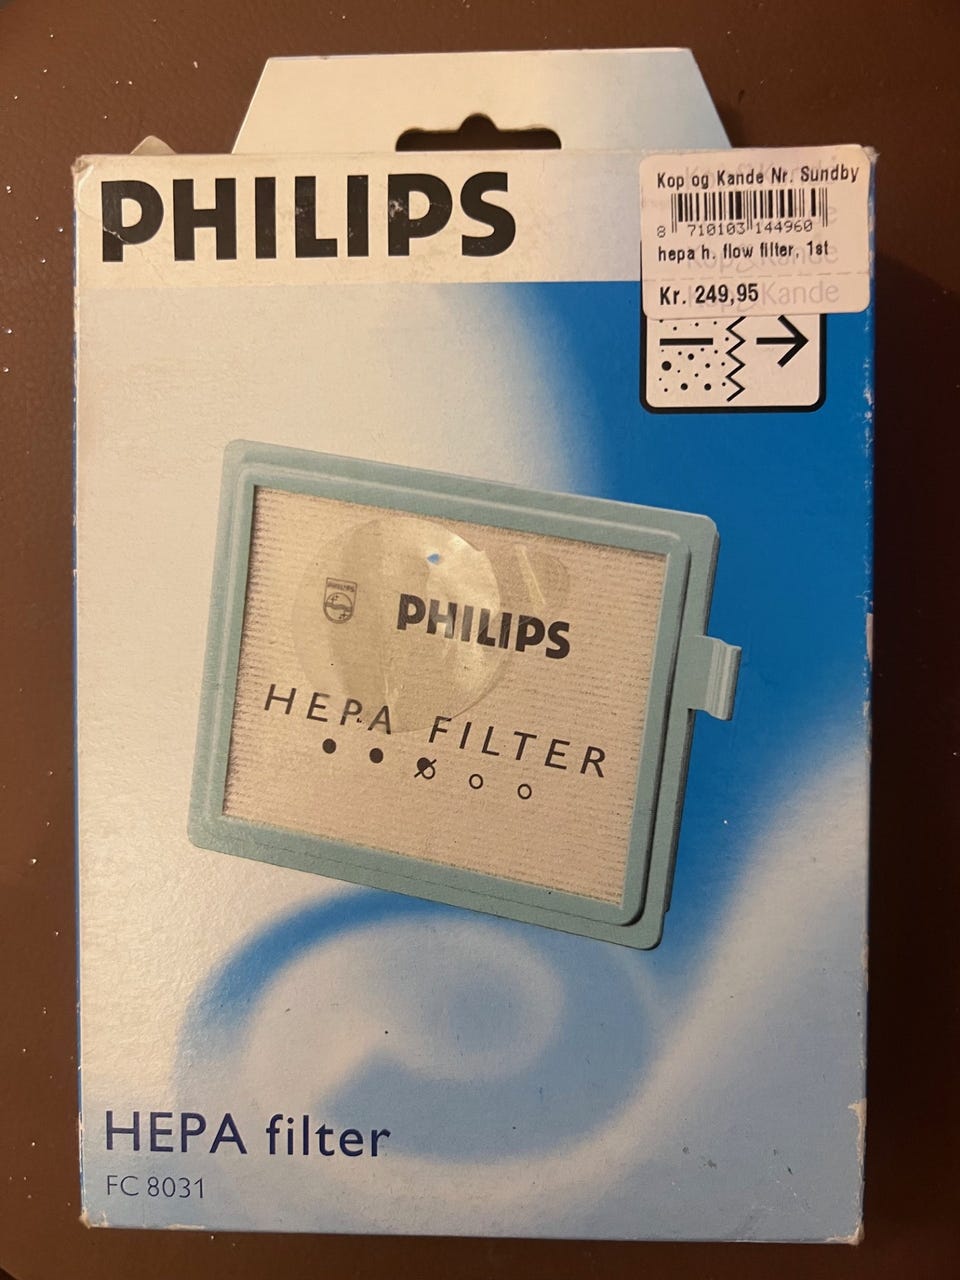 PHILIPS
Kop og Kande Nr. Sundby
8 710103 144960
hepa h. flow filter, 1st
Kr. 249,95
PHILIPS
HEPA FILTER
HEPA filter
FC 8031